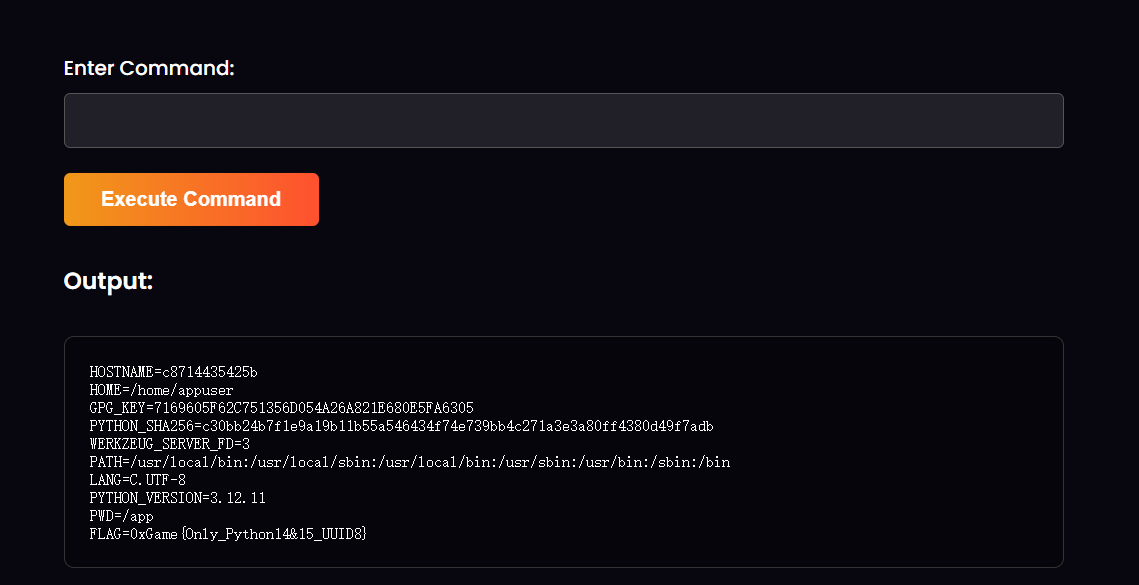 Enter Command:
Execute Command
Output:
HOSTNAME=c8714435425b
HOME=/home/appuser
GPG_KEY=7169605F62C751356D054A26A821E680E5FA6305
PYTHON_SHA256=c30bb24b7f1e9a19b11b55a546434f74e739bb4c271a3e3a80ff4380d49f7adb
WERKZEUG_SERVER_FD=3
PATH=/usr/local/bin:/usr/local/sbin:/usr/local/bin:/usr/sbin:/usr/bin:/sbin:/bin
LANG=C.UTF-8
PYTHON_VERSION=3.12.11
PWD=/app
FLAG=0xGame{Only_Python14&15_UUID8}